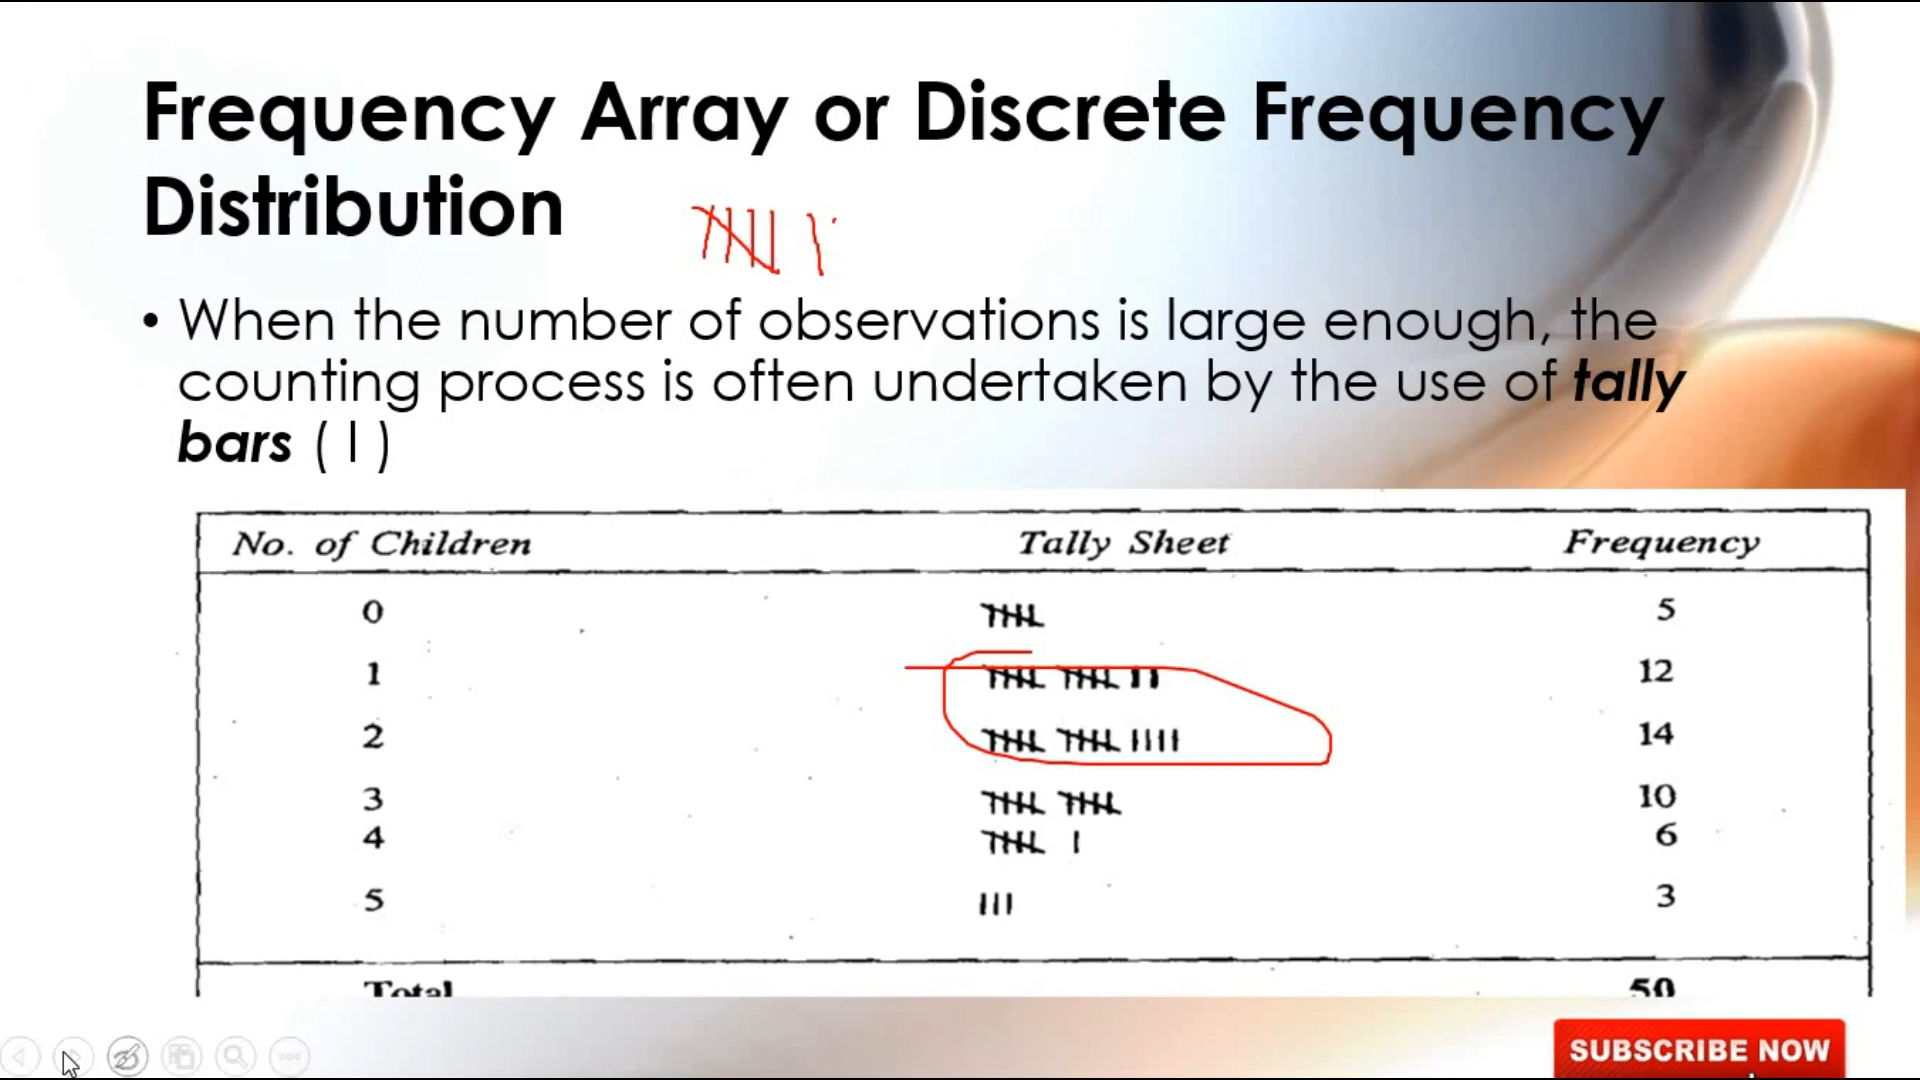 Frequency Array or Discrete Frequency
Distribution
• When the number of observations is large enough, the
counting process is often undertaken by the use of tally
bars ( | )
No. of Children Tally Sheet Frequency
0 5
1 12
2 14
3 10
4 6
5 3
Total 50
SUBSCRIBE NOW